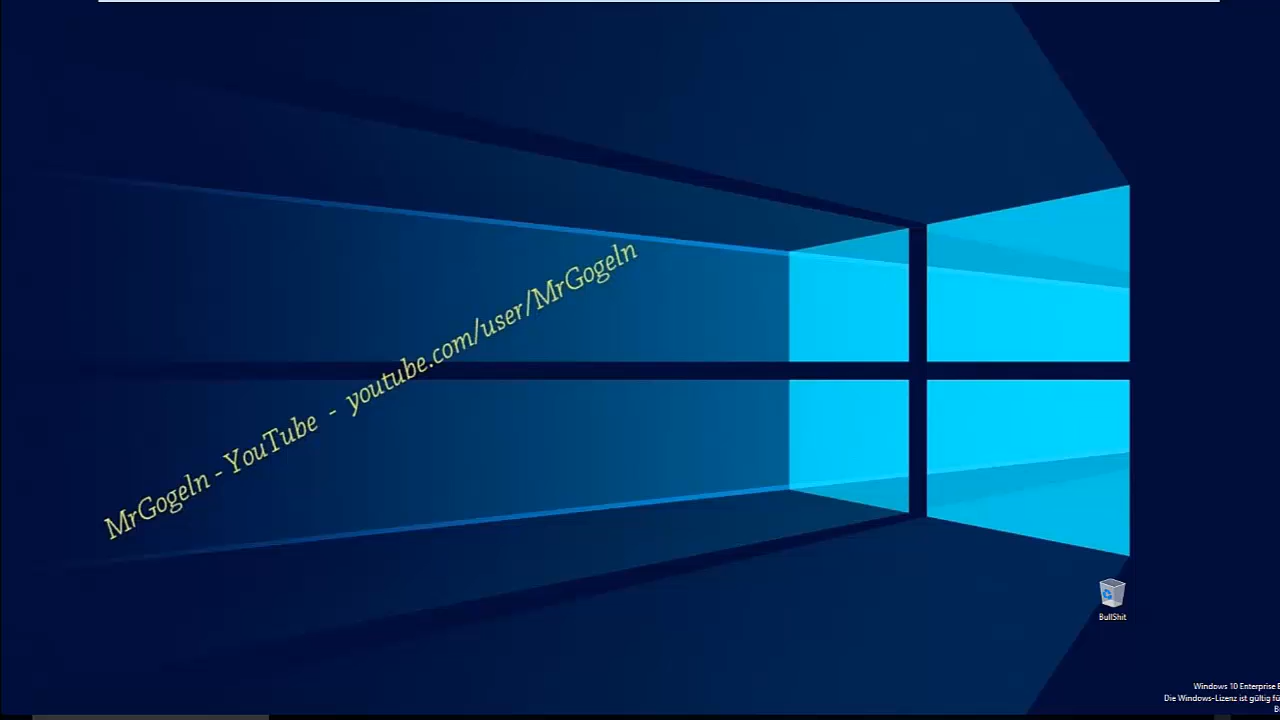 MrGogeln - YouTube  -  youtube.com/user/MrGogeln
BullShit
Windows 10 Enterprise
Die Windows-Lizenz ist gültig